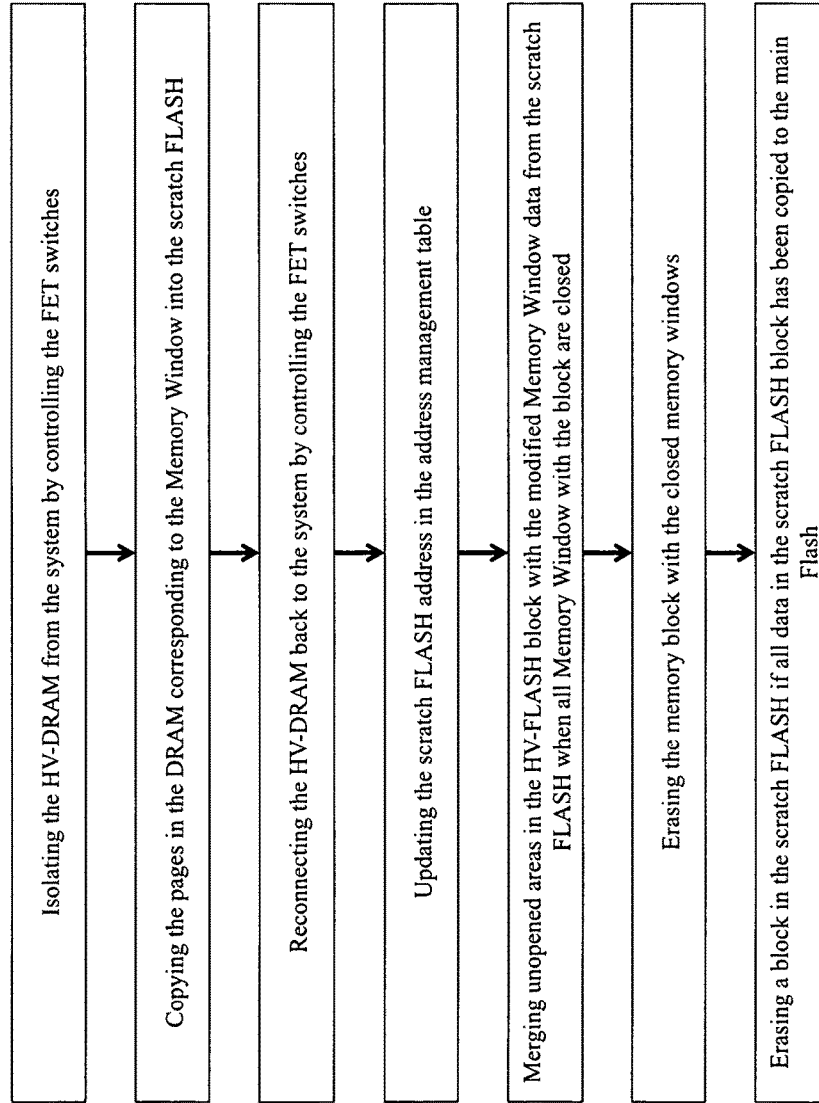 Isolating the HV-DRAM from the system by controlling the FET switches
Copying the pages in the DRAM corresponding to the Memory Window into the scratch FLASH
Reconnecting the HV-DRAM back to the system by controlling the FET switches
Updating the scratch FLASH address in the address management table
Merging unopened areas in the HV-FLASH block with the modified Memory Window data from the scratch
FLASH when all Memory Window with the block are closed
Erasing the memory block with the closed memory windows
Erasing a block in the scratch FLASH if all data in the scratch FLASH block has been copied to the main
Flash